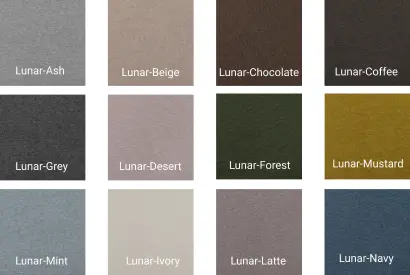 Lunar-Ash
Lunar-Beige
Lunar-Chocolate
Lunar-Coffee
Lunar-Grey
Lunar-Desert
Lunar-Forest
Lunar-Mustard
Lunar-Mint
Lunar-Ivory
Lunar-Latte
Lunar-Navy